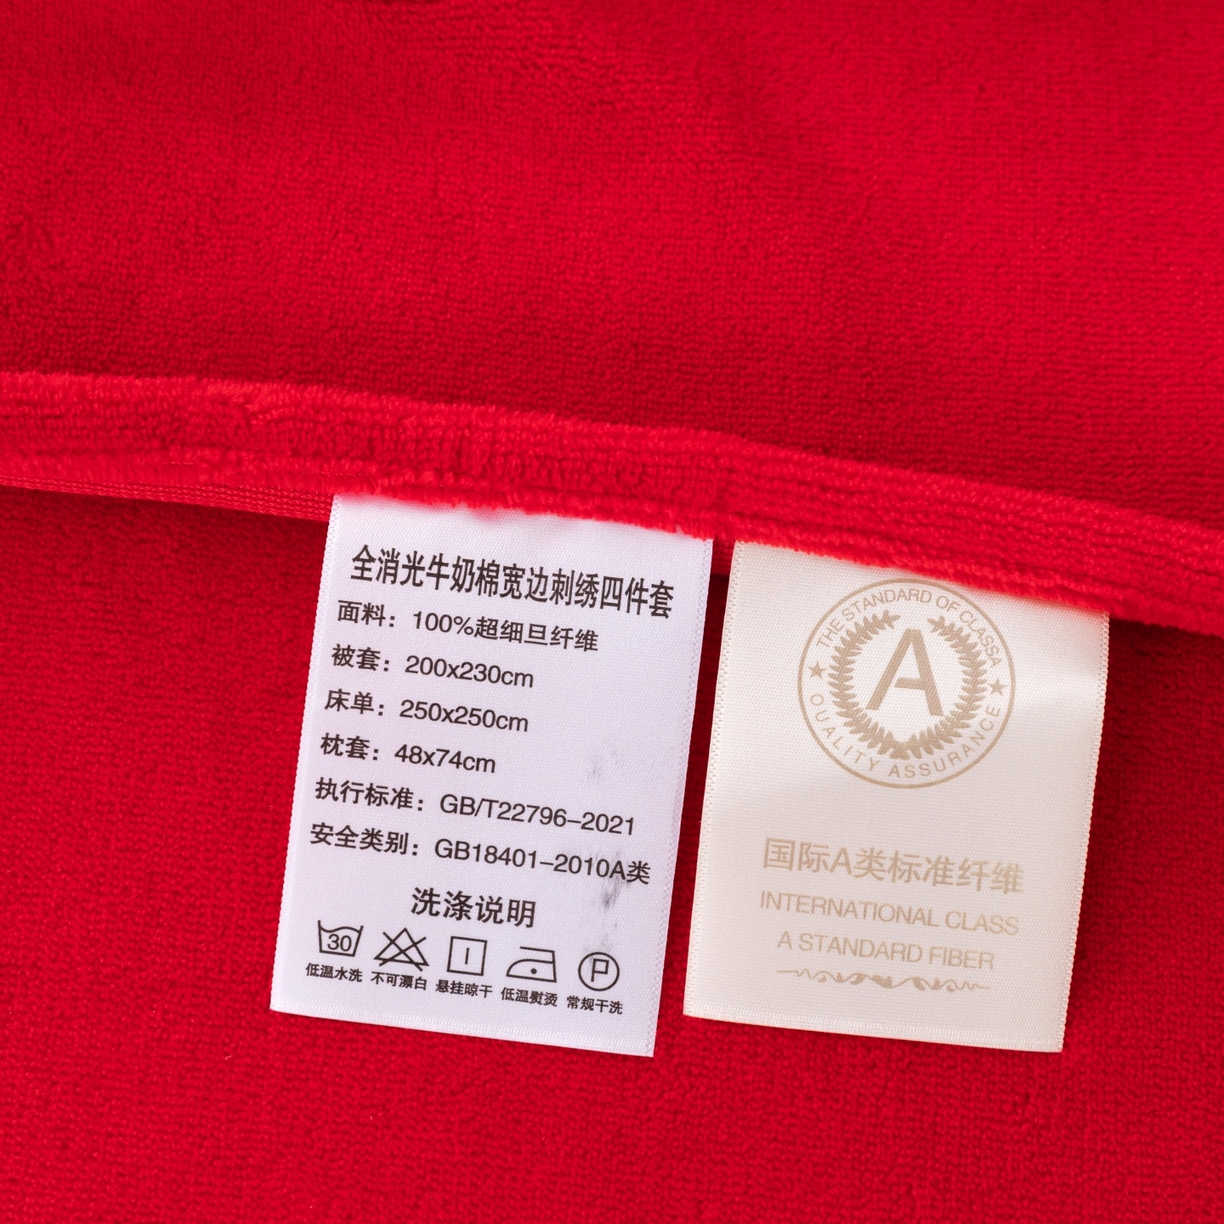 全消光牛奶棉宽边刺绣四件套
面料：100%超细旦纤维
被套：200x230cm
床单：250x250cm
枕套：48x74cm
执行标准：GB/T22796-2021
安全类别：GB18401-2010A类
洗涤说明
30
低温水洗 不可漂白 悬挂晾干 低温熨烫 常规干洗
P
THE STANDARD OF CLASSA
A
QUALITY ASSURANCE
国际A类标准纤维
INTERNATIONAL CLASS
A STANDARD FIBER